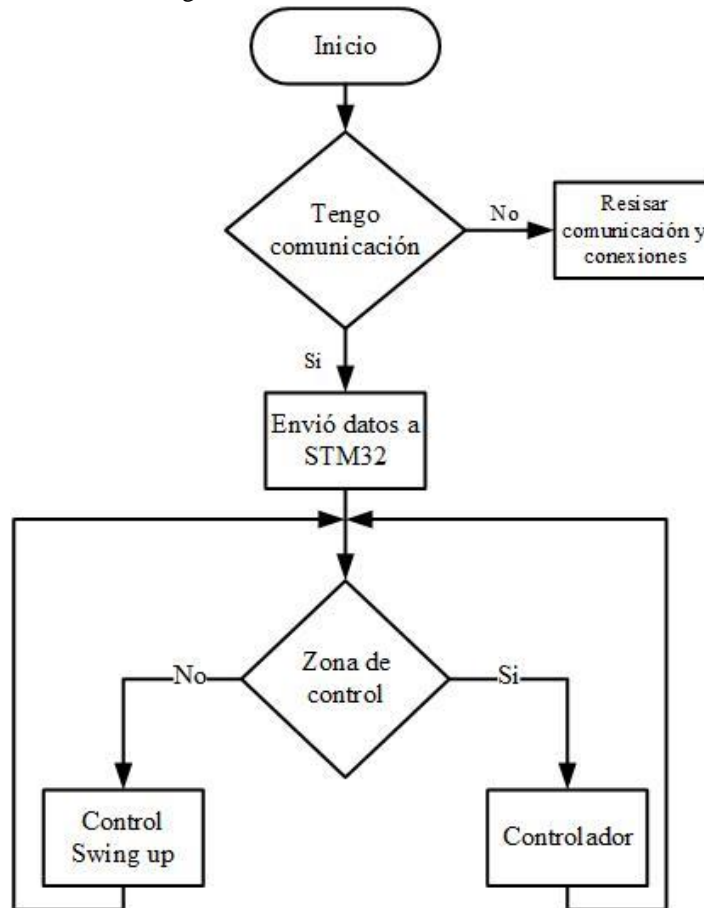 Inicio
Tengo
comunicación
No
Resisar
comunicación y
conexiones
Si
Envió datos a
STM32
Zona de
control
No
Si
Control
Swing up
Controlador